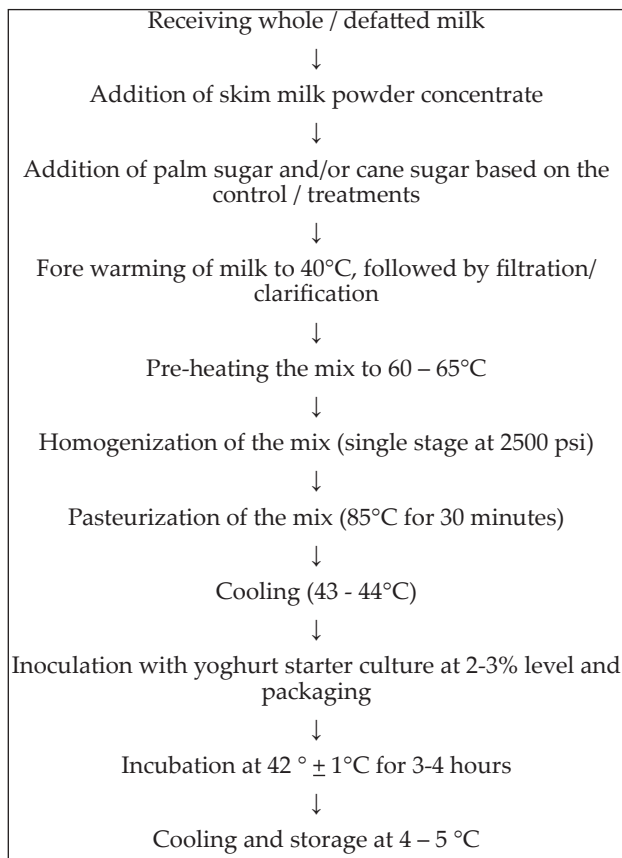 Receiving whole / defatted milk
↓
Addition of skim milk powder concentrate
↓
Addition of palm sugar and/or cane sugar based on the
control / treatments
↓
Fore warming of milk to 40°C, followed by filtration/
clarification
↓
Pre-heating the mix to 60 – 65°C
↓
Homogenization of the mix (single stage at 2500 psi)
↓
Pasteurization of the mix (85°C for 30 minutes)
↓
Cooling (43 - 44°C)
↓
Inoculation with yoghurt starter culture at 2-3% level and
packaging
↓
Incubation at 42 ° ± 1°C for 3-4 hours
↓
Cooling and storage at 4 – 5 °C